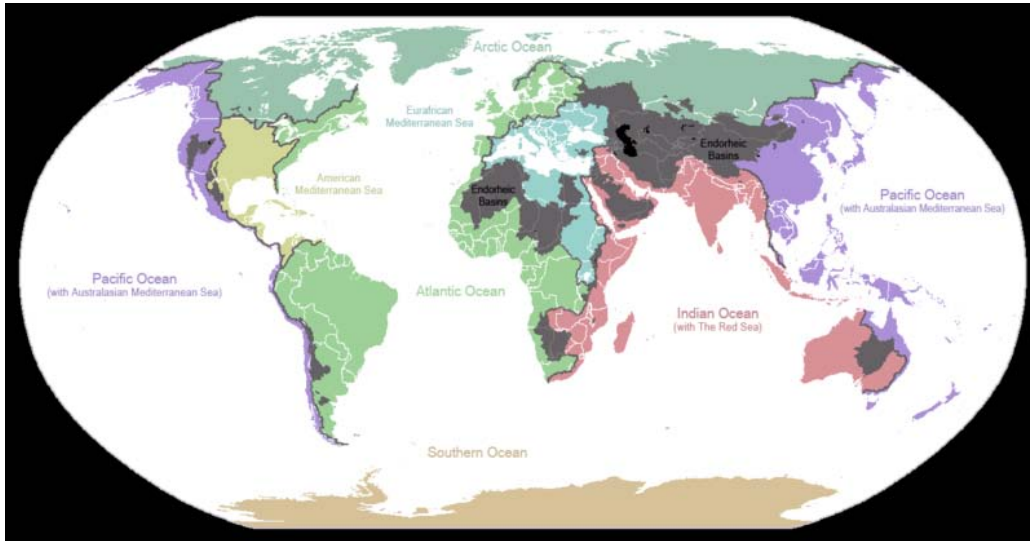 Arctic Ocean
Eurafrican
Mediterranean Sea
Endorheic
Basins
American
Mediterranean Sea
Endorheic
Basins
Pacific Ocean
(with Australasian Mediterranean Sea)
Pacific Ocean
(with Australasian Mediterranean Sea)
Atlantic Ocean
Indian Ocean
(with The Red Sea)
Southern Ocean